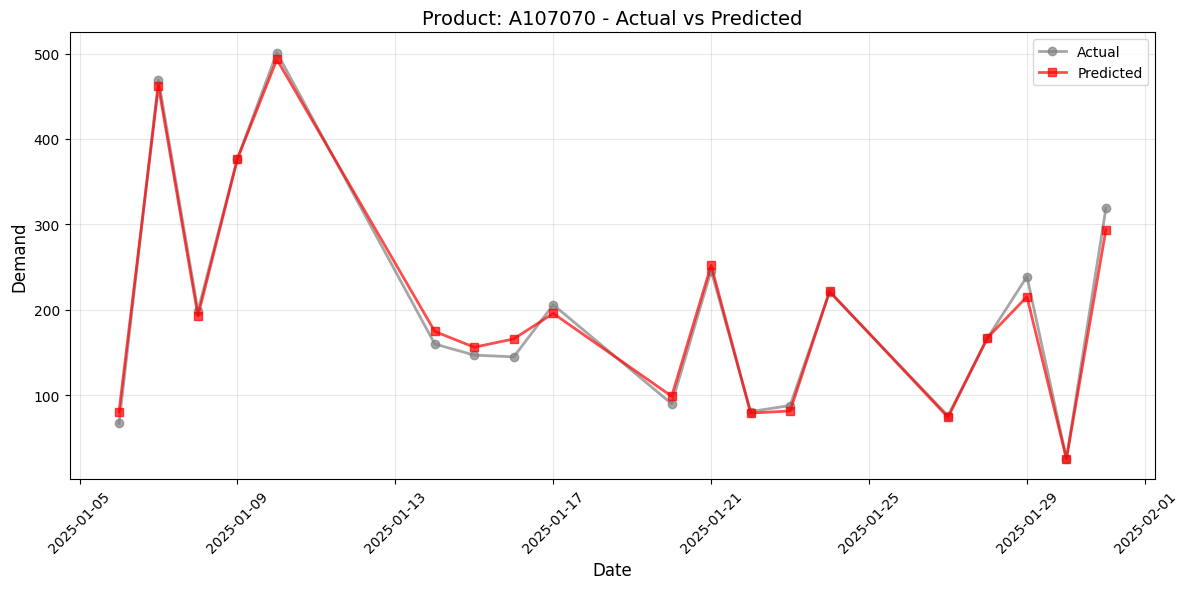 Product: A107070 - Actual vs Predicted
Actual
Predicted
Demand
500
400
300
200
100
2025-01-05
2025-01-09
2025-01-13
2025-01-17
2025-01-21
2025-01-25
2025-01-29
2025-02-01
Date